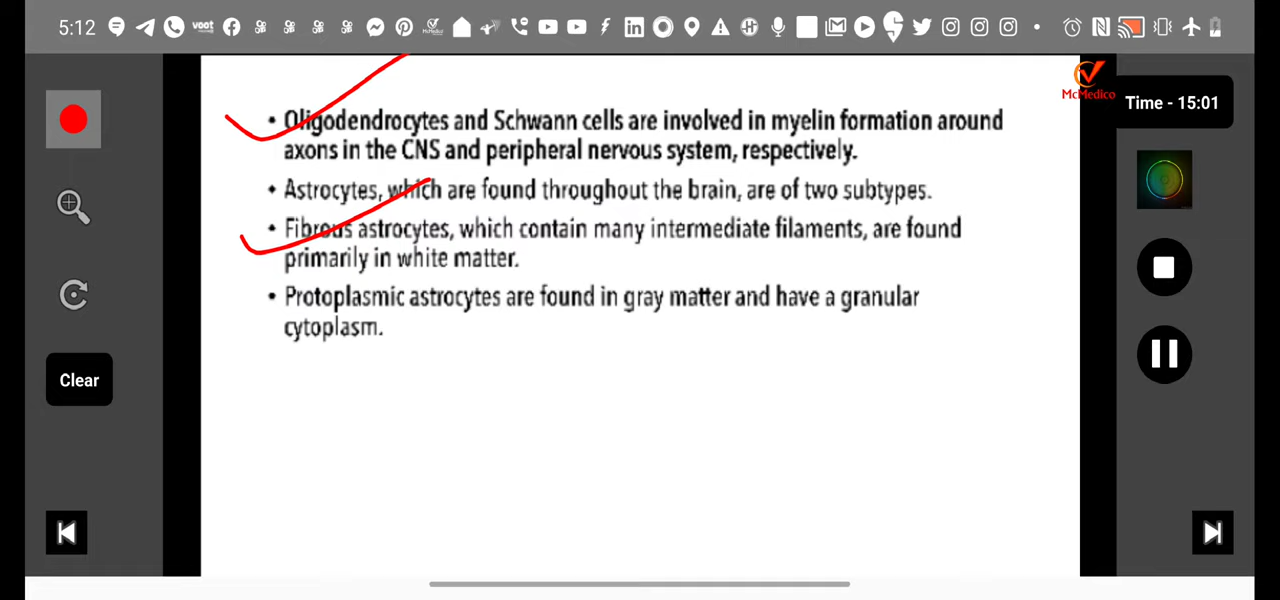 5:12
voot
McMedico
Time - 15:01
• Oligodendrocytes and Schwann cells are involved in myelin formation around
axons in the CNS and peripheral nervous system, respectively.
• Astrocytes, which are found throughout the brain, are of two subtypes.
• Fibrous astrocytes, which contain many intermediate filaments, are found
primarily in white matter.
• Protoplasmic astrocytes are found in gray matter and have a granular
cytoplasm.
Clear